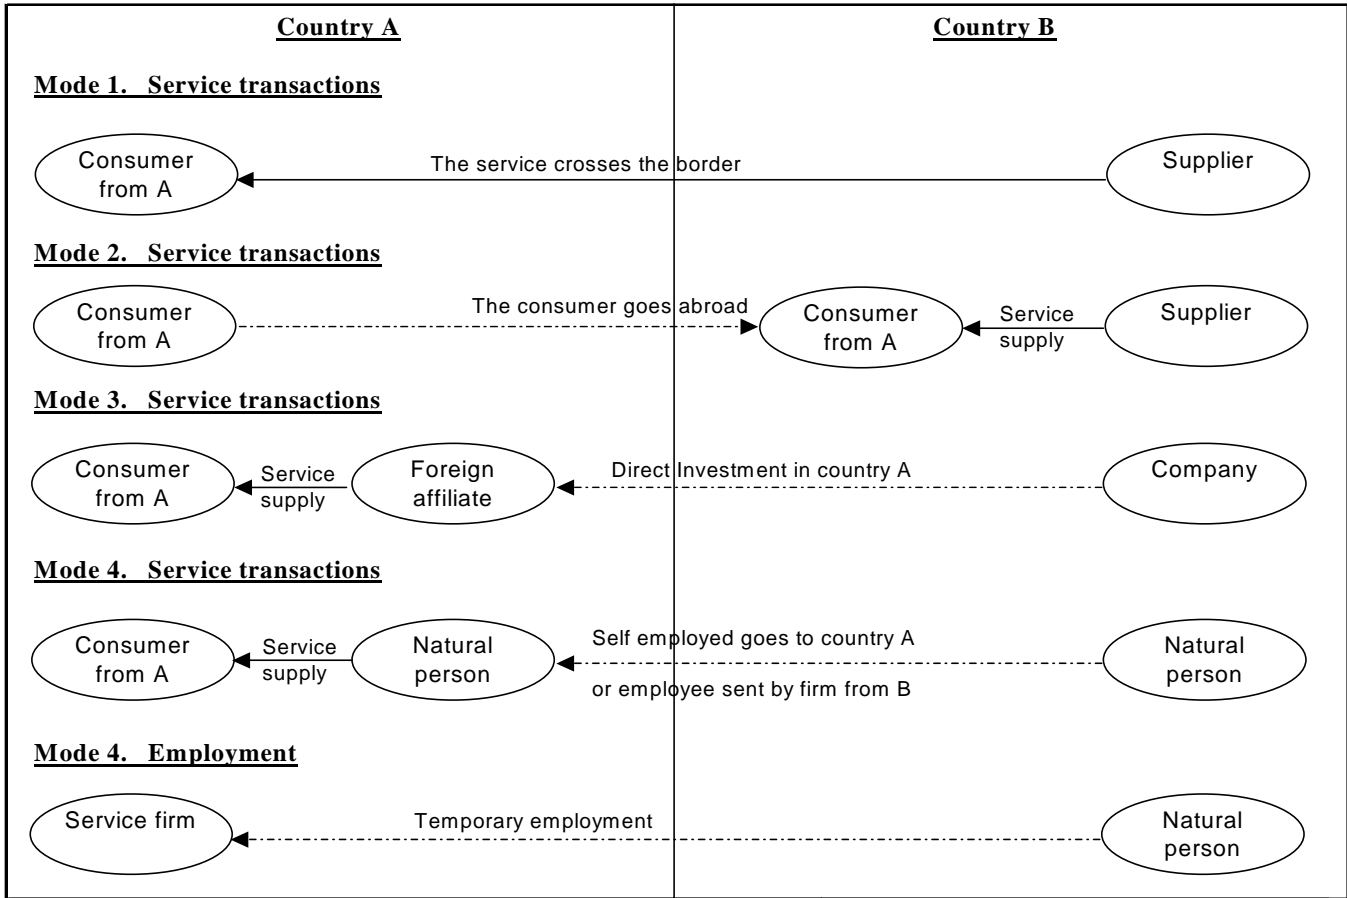 Country A
Country B
Mode 1. Service transactions
Consumer
from A
The service crosses the border
Supplier
Mode 2. Service transactions
Consumer
from A
The consumer goes abroad
Consumer
from A
Service
supply
Supplier
Mode 3. Service transactions
Consumer
from A
Service
supply
Foreign
affiliate
Direct Investment in country A
Company
Mode 4. Service transactions
Consumer
from A
Service
supply
Natural
person
Self employed goes to country A
or employee sent by firm from B
Natural
person
Mode 4. Employment
Service firm
Temporary employment
Natural
person